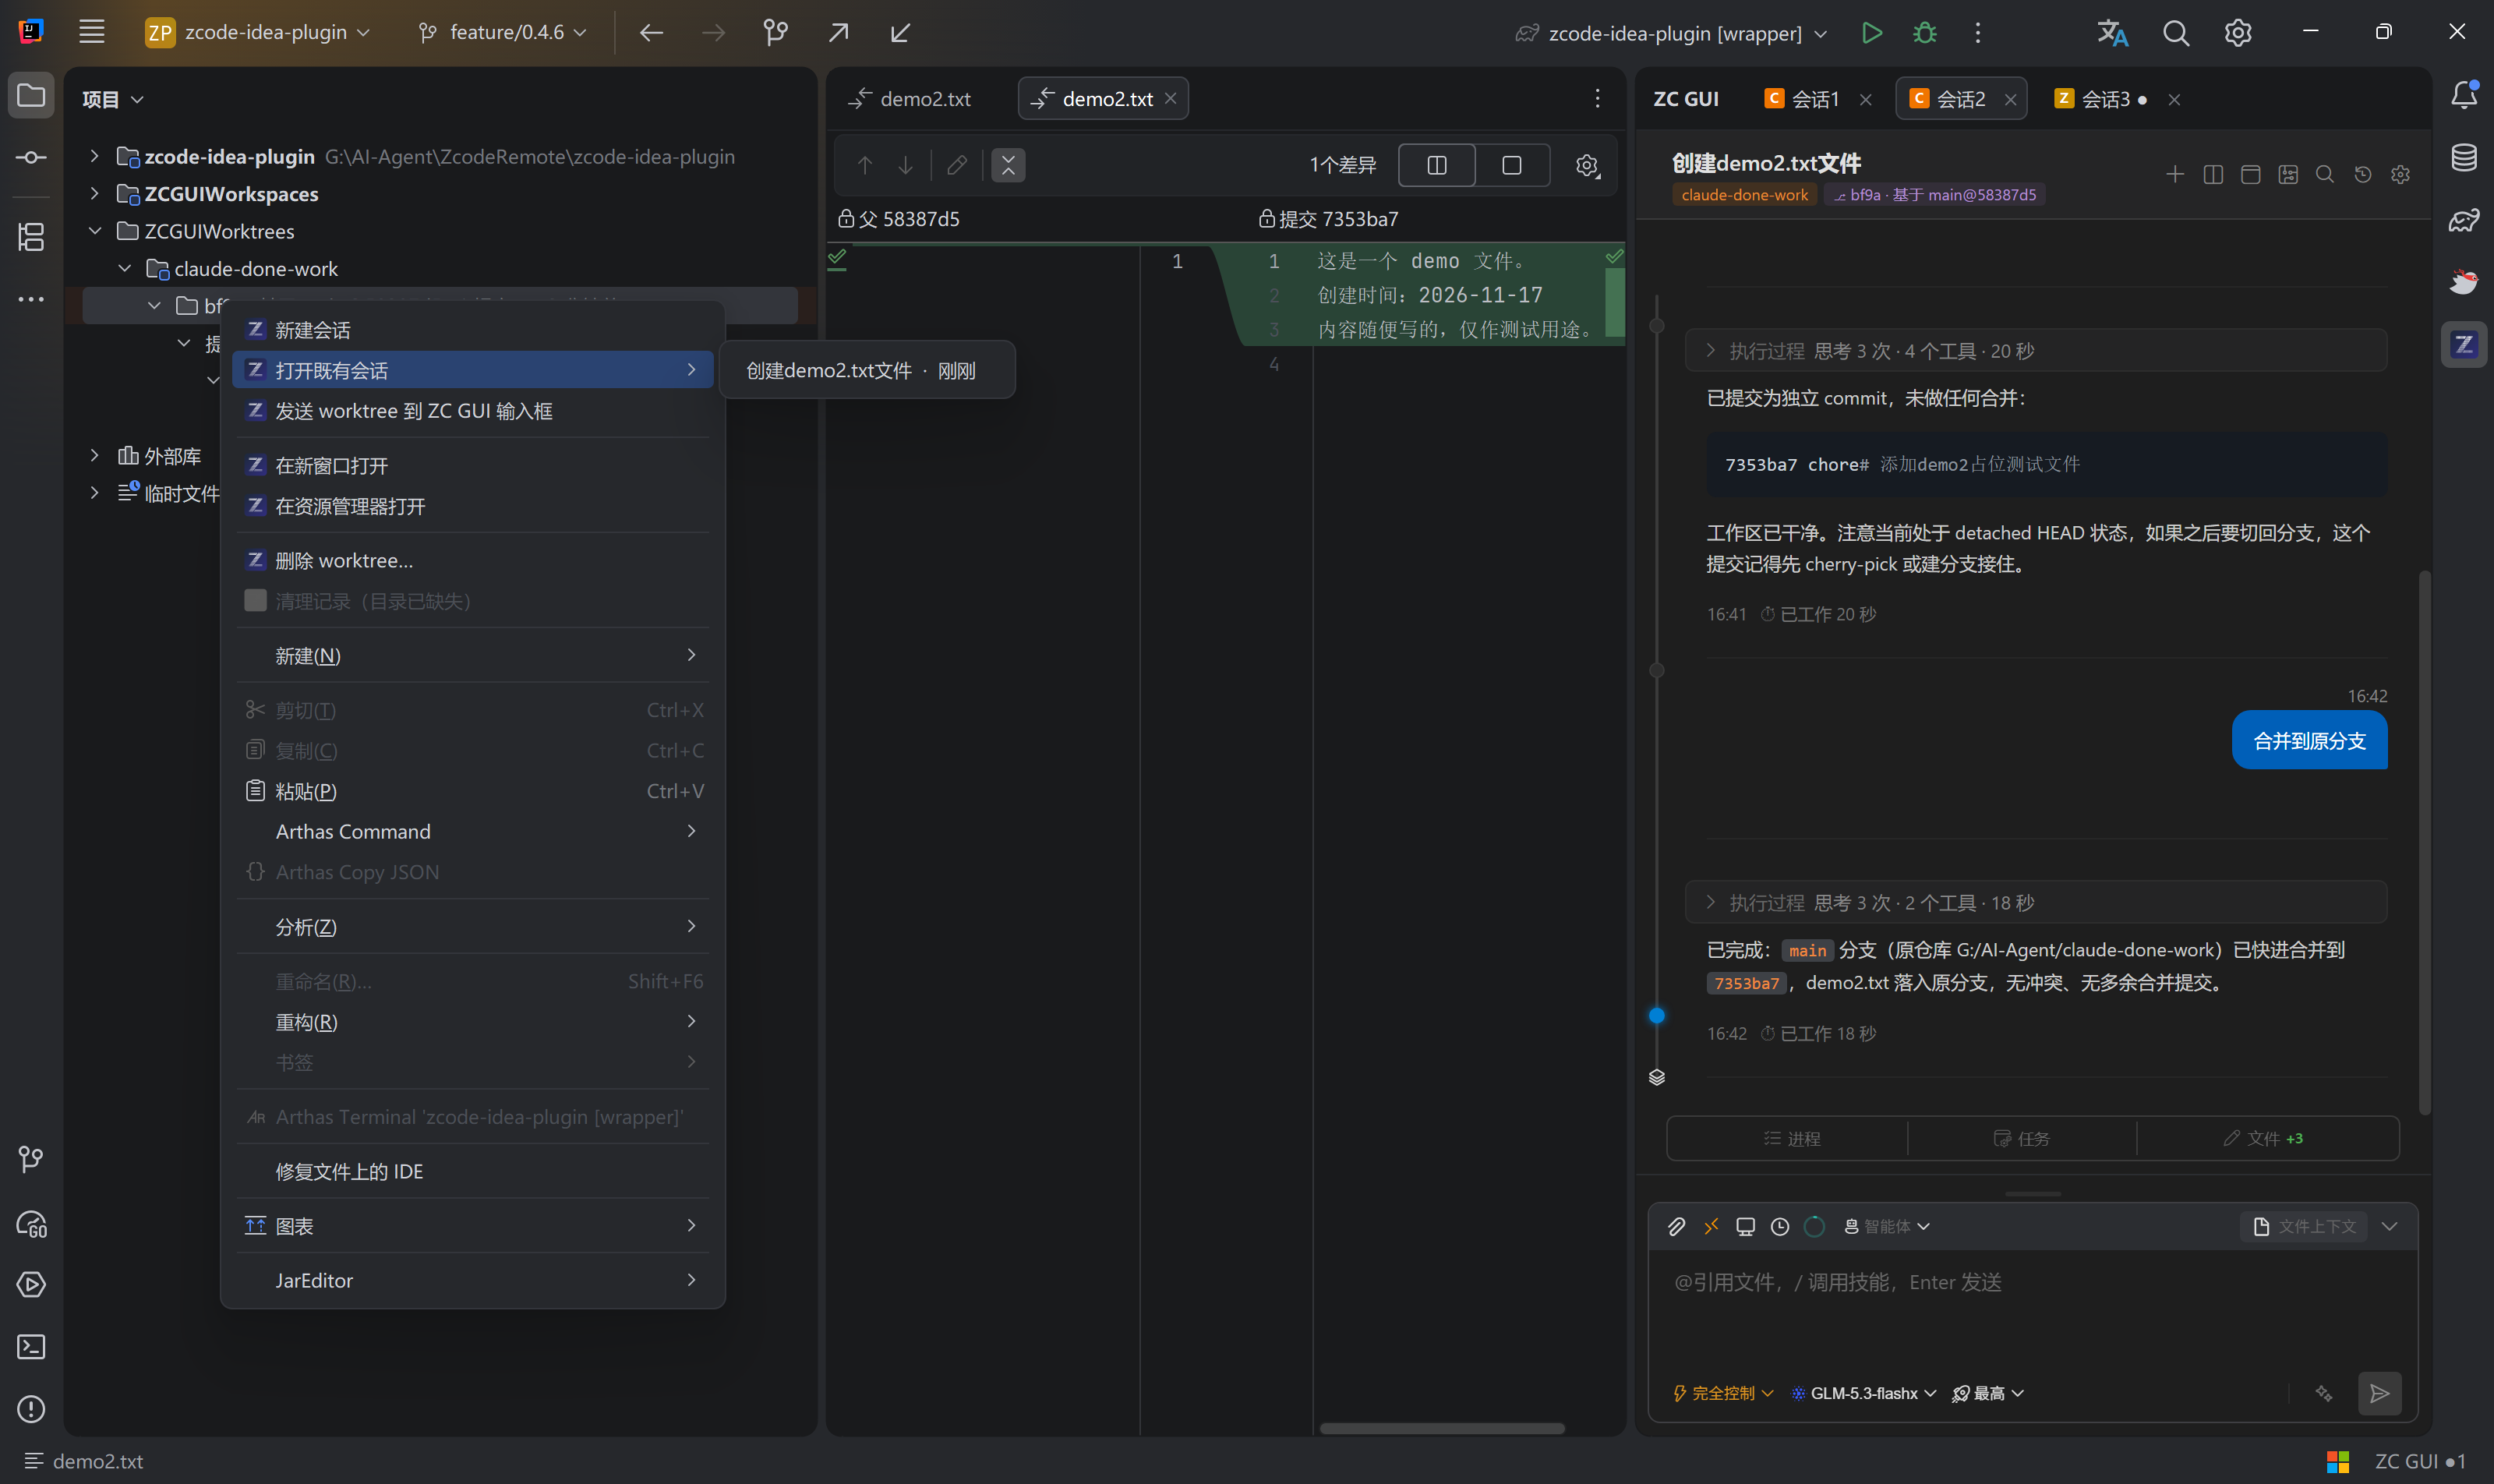 ZP zcode-idea-plugin feature/0.4.6 zcode-idea-plugin [wrapper]
项目
zcode-idea-plugin G:\AI-Agent\ZcodeRemote\zcode-idea-plugin
ZCGUIWorkspaces
ZCGUIWorktrees
claude-done-work
外部库
新建会话
打开既有会话
创建demo2.txt文件 · 刚刚
发送 worktree 到 ZC GUI 输入框
在新窗口打开
在资源管理器打开
删除 worktree...
清理记录（目录已缺失）
新建(N)
剪切(T) Ctrl+X
复制(C) Ctrl+C
粘贴(P) Ctrl+V
Arthas Command
Arthas Copy JSON
分析(Z)
重命名(R)... Shift+F6
重构(R)
书签
Arthas Terminal 'zcode-idea-plugin [wrapper]'
修复文件上的 IDE
图表
JarEditor
demo2.txt demo2.txt
1个差异
父 58387d5 提交 7353ba7
1 1 这是一个 demo 文件。
2 创建时间：2026-11-17
3 内容随便写的，仅作测试用途。
4
ZC GUI C 会话1 C 会话2 Z 会话3
创建demo2.txt文件
claude-done-work bf9a · 基于 main@58387d5
执行过程 思考 3 次 · 4 个工具 · 20 秒
已提交为独立 commit，未做任何合并：
7353ba7 chore# 添加demo2占位测试文件
工作区已干净。注意当前处于 detached HEAD 状态，如果之后要切回分支，这个
提交记得先 cherry-pick 或建分支接住。
16:41 已工作 20 秒
16:42
合并到原分支
执行过程 思考 3 次 · 2 个工具 · 18 秒
已完成： main 分支（原仓库 G:/AI-Agent/claude-done-work）已快进合并到
7353ba7 ，demo2.txt 落入原分支，无冲突、无多余合并提交。
16:42 已工作 18 秒
进程 任务 文件 +3
智能体 文件上下文
@引用文件，/ 调用技能，Enter 发送
完全控制 GLM-5.3-flashx 最高
demo2.txt
ZC GUI ●1